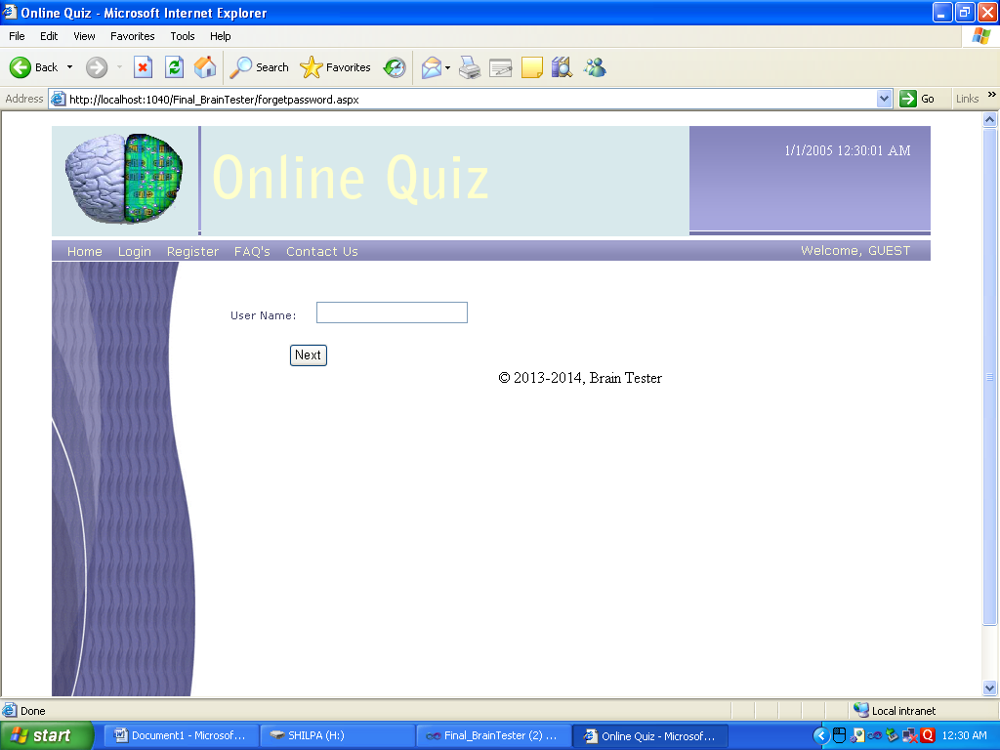 Online Quiz - Microsoft Internet Explorer
File Edit View Favorites Tools Help
Back Search Favorites
Address http://localhost:1040/Final_BrainTester/forgetpassword.aspx Go Links »
Online Quiz
1/1/2005 12:30:01 AM
Home Login Register FAQ's Contact Us Welcome, GUEST
User Name:
Next
© 2013-2014, Brain Tester
Done Local intranet
start Document1 - Microsof... SHILPA (H:) Final_BrainTester (2) ... Online Quiz - Microsof... 12:30 AM